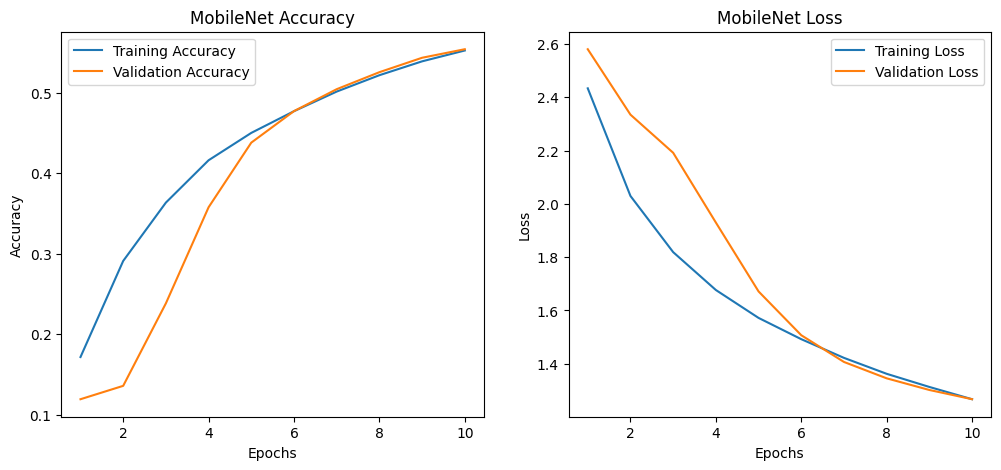 MobileNet Accuracy
Training Accuracy
Validation Accuracy
0.5
0.4
0.3
0.2
0.1
Accuracy
2 4 6 8 10
Epochs
MobileNet Loss
Training Loss
Validation Loss
2.6
2.4
2.2
2.0
1.8
1.6
1.4
Loss
2 4 6 8 10
Epochs